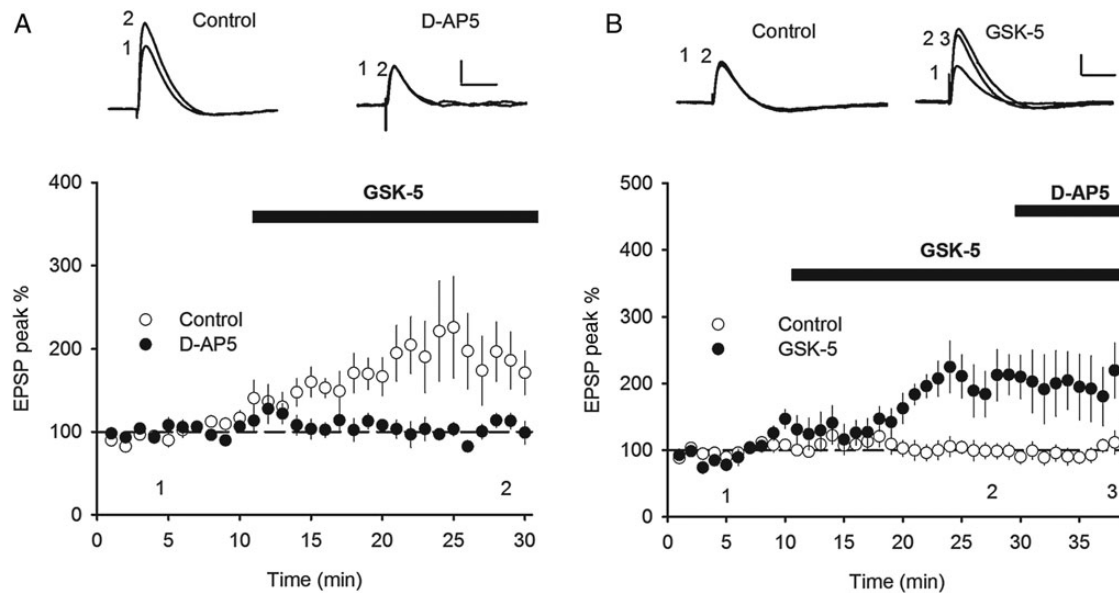 A
Control
D-AP5
2
1
1 2
400
300
200
100
0
EPSP peak %
GSK-5
Control
D-AP5
1
2
0 5 10 15 20 25 30
Time (min)
B
Control
GSK-5
1 2
2 3
1
500
400
300
200
100
0
EPSP peak %
D-AP5
GSK-5
Control
GSK-5
1
2
3
0 5 10 15 20 25 30 35
Time (min)